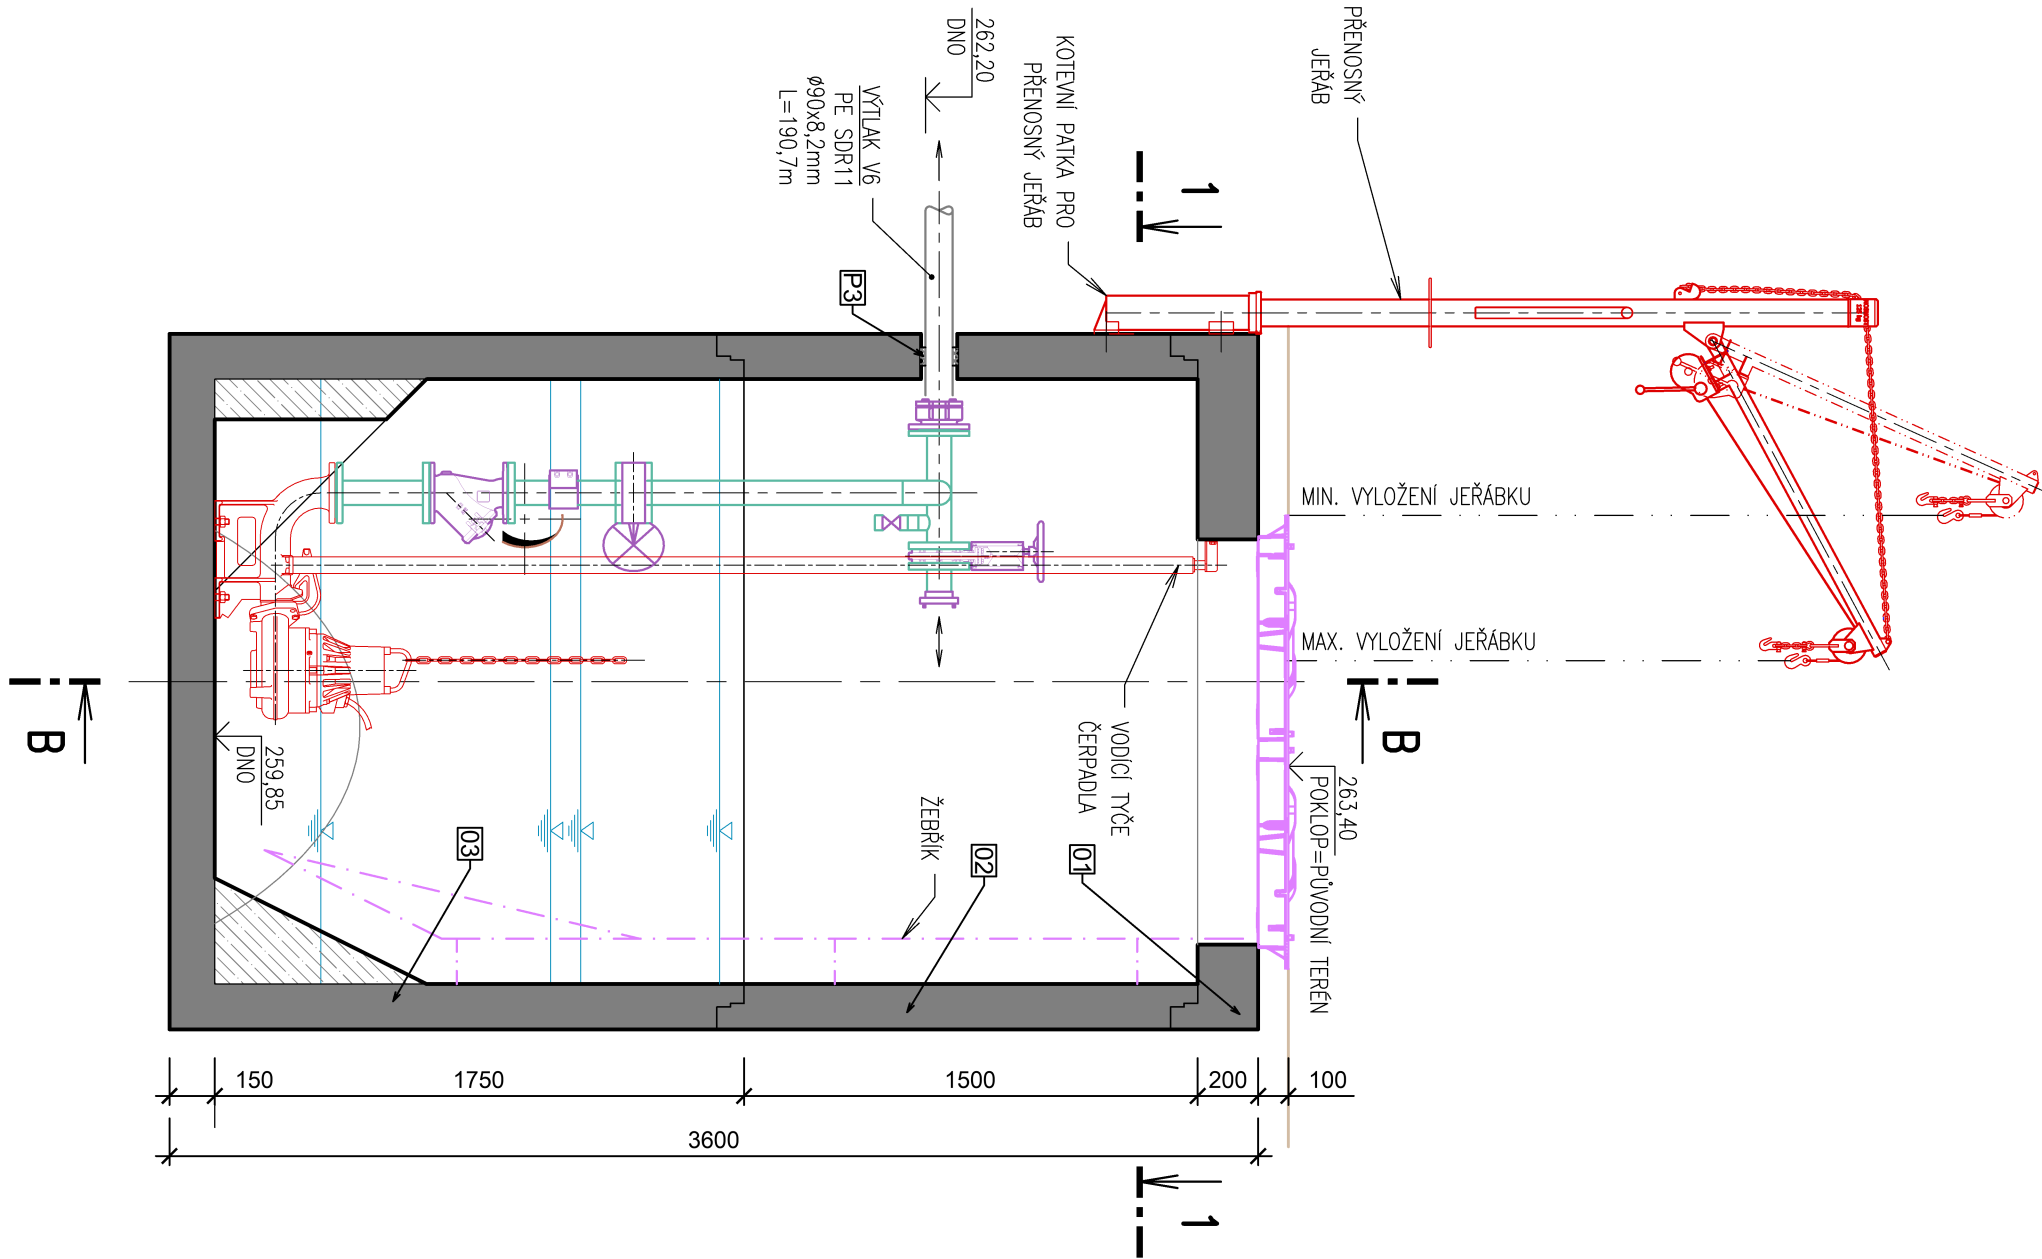 PŘENOSNÝ
JEŘÁB
KOTEVNÍ PATKA PRO
PŘENOSNÝ JEŘÁB
262,20
DNO
VÝTLAK V6
PE SDR11
Ø90x8,2mm
L=190,7m
P3
1
MIN. VYLOŽENÍ JEŘÁBKU
MAX. VYLOŽENÍ JEŘÁBKU
B
B
VODÍCÍ TYČE
ČERPADLA
263,40
POKLOP=PŮVODNÍ TERÉN
259,85
DNO
ŽEBŘÍK
03
02
01
150
1750
1500
200
100
3600
1